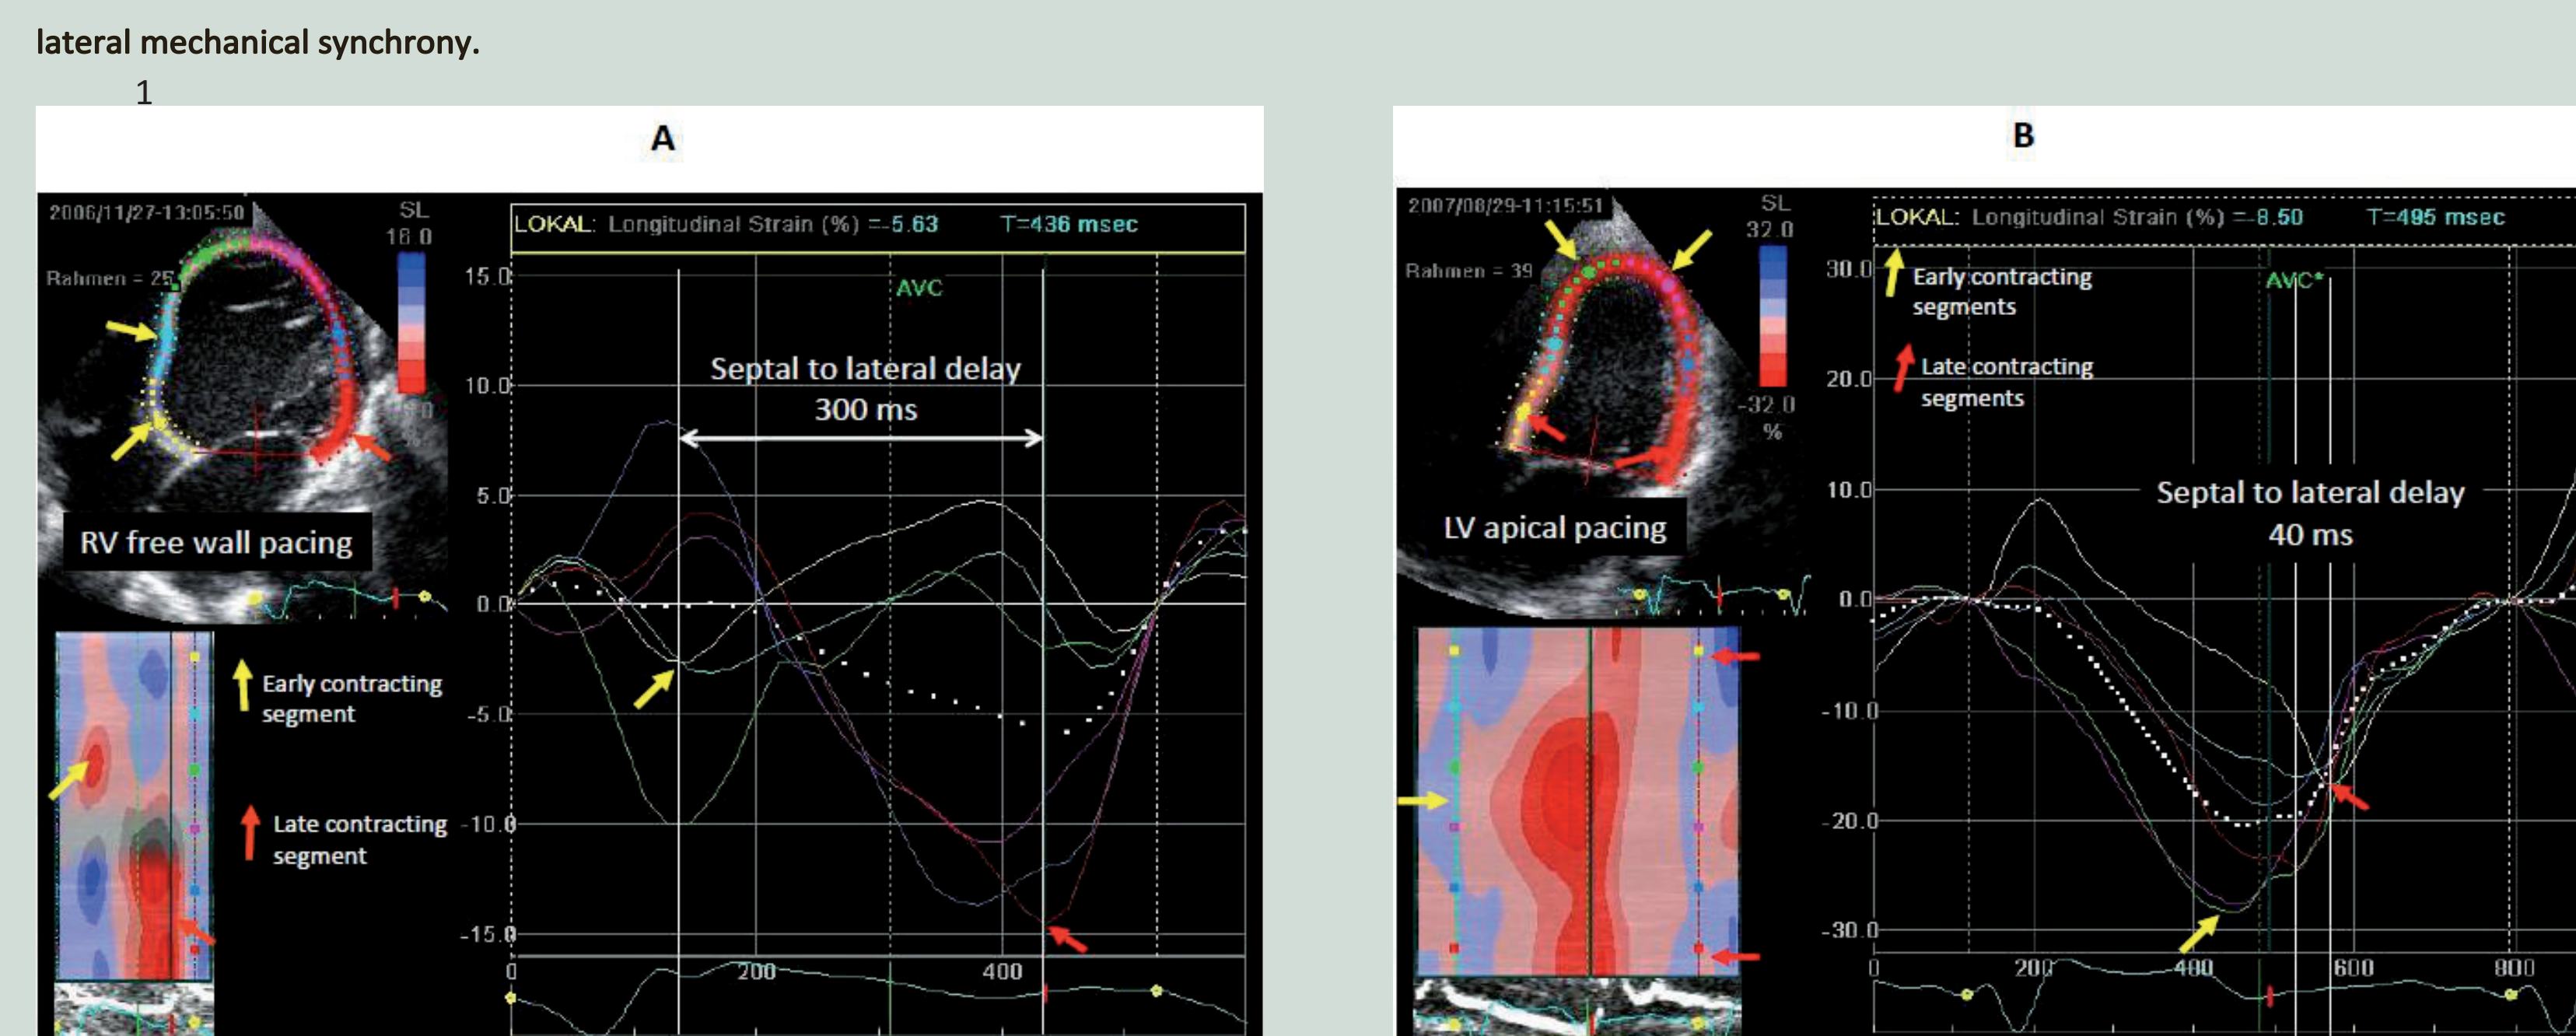 lateral mechanical synchrony.
1
A
2006/11/27-13:05:50
SL
16.0
Rahmen = 25
%
RV free wall pacing
LOKAL: Longitudinal Strain (%) =-5.63 T=436 msec
AVC
15.0
10.0
5.0
0.0
-5.0
-10.0
-15.0
Septal to lateral delay
300 ms
Early contracting
segment
Late contracting
segment
0 200 400
B
2007/08/29-11:15:51
SL
32.0
Rahmen = 39
-32.0
%
LV apical pacing
LOKAL: Longitudinal Strain (%) =-8.50 T=495 msec
AVC*
Early contracting
segments
Late contracting
segments
30.0
20.0
10.0
0.0
-10.0
-20.0
-30.0
Septal to lateral delay
40 ms
0 200 400 600 800